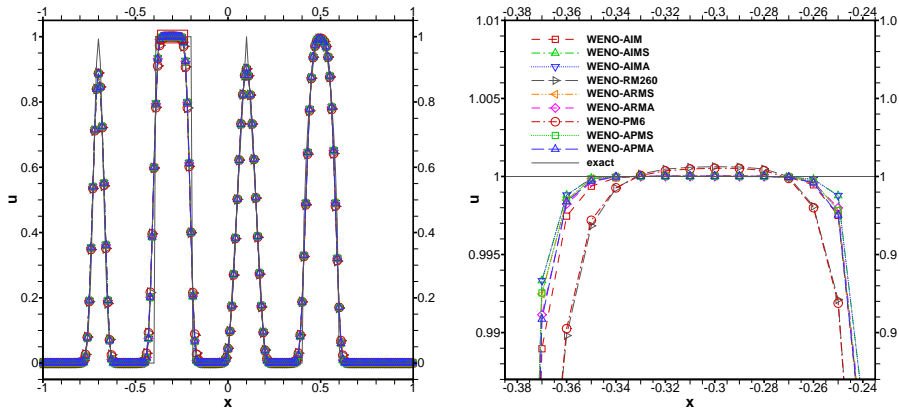 -1 -0.5 0 0.5 1
1
0.8
0.6
0.4
0.2
0
u
0
0.2
0.4
0.6
0.8
1
-1 -0.5 0 0.5 1
x
-0.38 -0.36 -0.34 -0.32 -0.3 -0.28 -0.26 -0.24
1.01
1.005
1
0.995
0.99
u
WENO-AIM
WENO-AIMS
WENO-AIMA
WENO-RM260
WENO-ARMS
WENO-ARMA
WENO-PM6
WENO-APMS
WENO-APMA
exact
u
1.0
1.0
1
0.9
0.9
-0.38 -0.36 -0.34 -0.32 -0.3 -0.28 -0.26 -0.24
x